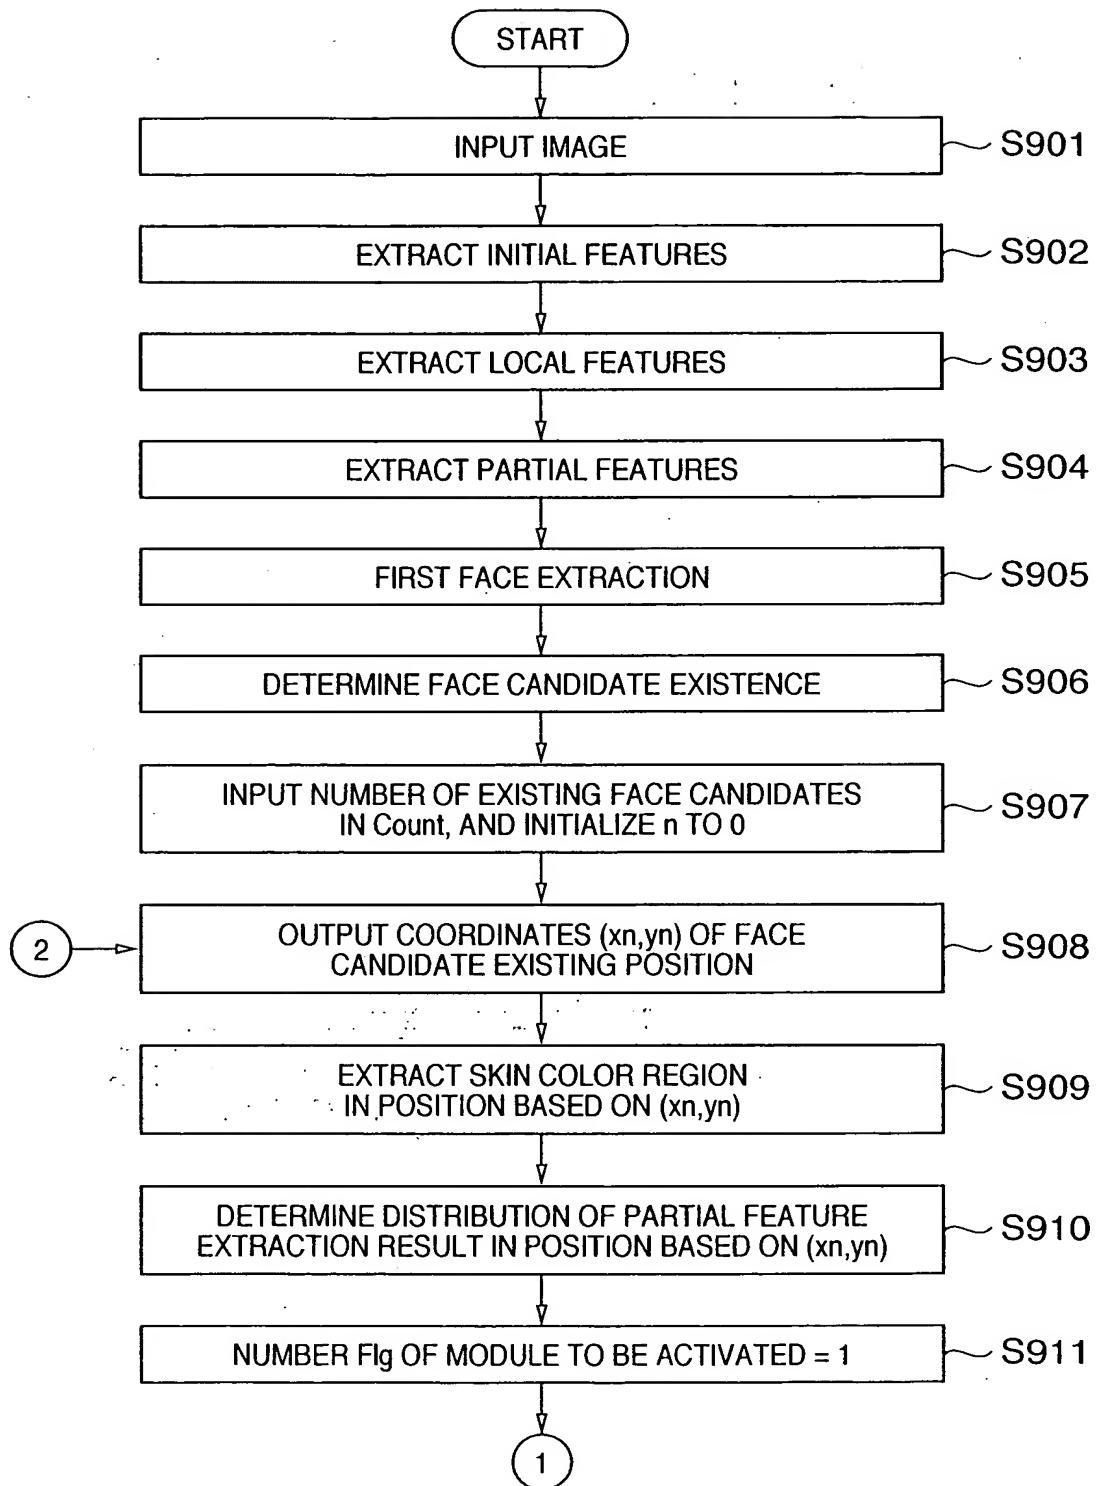 START
INPUT IMAGE
S901
EXTRACT INITIAL FEATURES
S902
EXTRACT LOCAL FEATURES
S903
EXTRACT PARTIAL FEATURES
S904
FIRST FACE EXTRACTION
S905
DETERMINE FACE CANDIDATE EXISTENCE
S906
INPUT NUMBER OF EXISTING FACE CANDIDATES
IN Count, AND INITIALIZE n TO 0
S907
2
OUTPUT COORDINATES (xn,yn) OF FACE
CANDIDATE EXISTING POSITION
S908
EXTRACT SKIN COLOR REGION
IN POSITION BASED ON (xn,yn)
S909
DETERMINE DISTRIBUTION OF PARTIAL FEATURE
EXTRACTION RESULT IN POSITION BASED ON (xn,yn)
S910
NUMBER Flg OF MODULE TO BE ACTIVATED = 1
S911
1